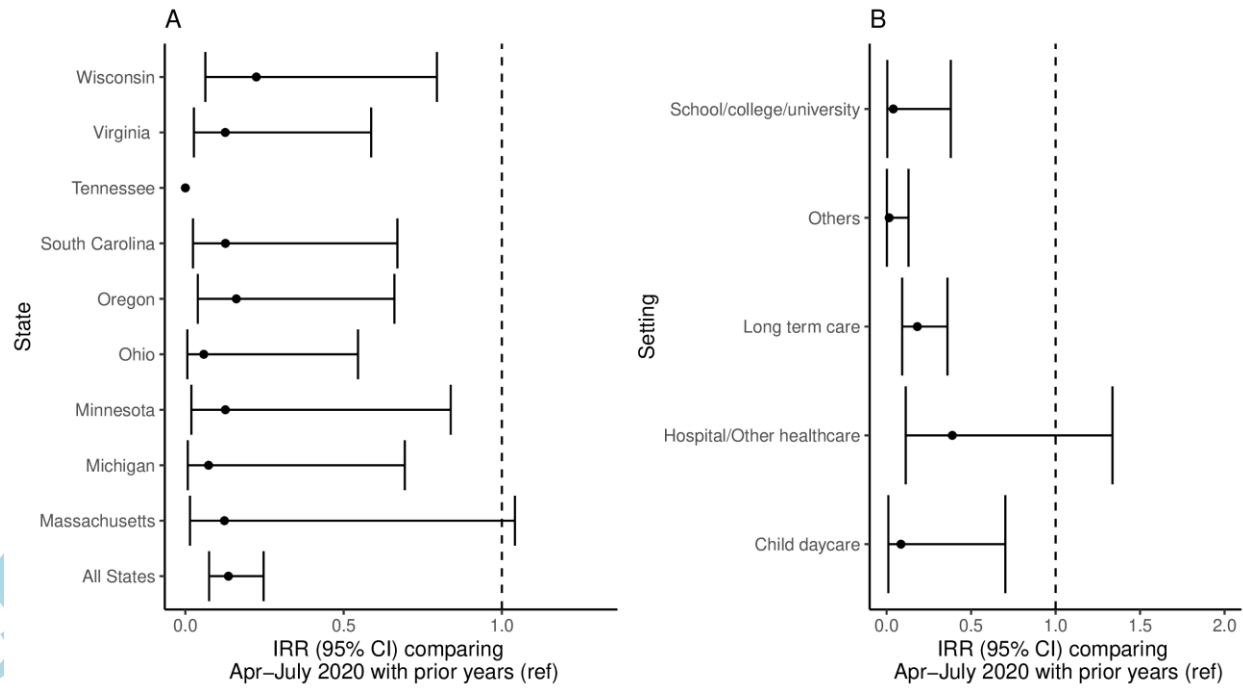 A
State
Wisconsin
Virginia
Tennessee
South Carolina
Oregon
Ohio
Minnesota
Michigan
Massachusetts
All States
0.0 0.5 1.0
IRR (95% CI) comparing
Apr–July 2020 with prior years (ref)
B
Setting
School/college/university
Others
Long term care
Hospital/Other healthcare
Child daycare
0.0 0.5 1.0 1.5 2.0
IRR (95% CI) comparing
Apr–July 2020 with prior years (ref)